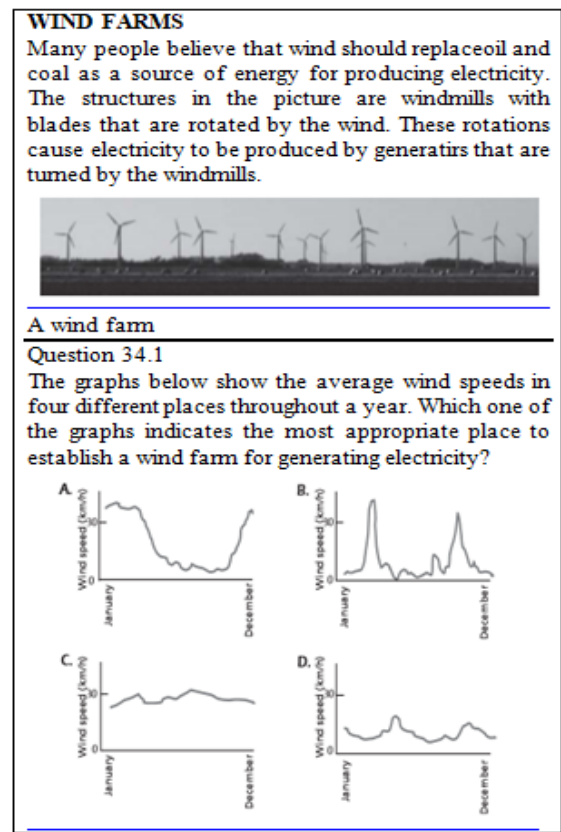 WIND FARMS
Many people believe that wind should replaceoil and
coal as a source of energy for producing electricity.
The structures in the picture are windmills with
blades that are rotated by the wind. These rotations
cause electricity to be produced by generatirs that are
turned by the windmills.
A wind farm
Question 34.1
The graphs below show the average wind speeds in
four different places throughout a year. Which one of
the graphs indicates the most appropriate place to
establish a wind farm for generating electricity?
A.
Wind speed (km/h)
30
0
January
December
B.
Wind speed (km/h)
30
0
January
December
C.
Wind speed (km/h)
30
0
January
December
D.
Wind speed (km/h)
30
0
January
December